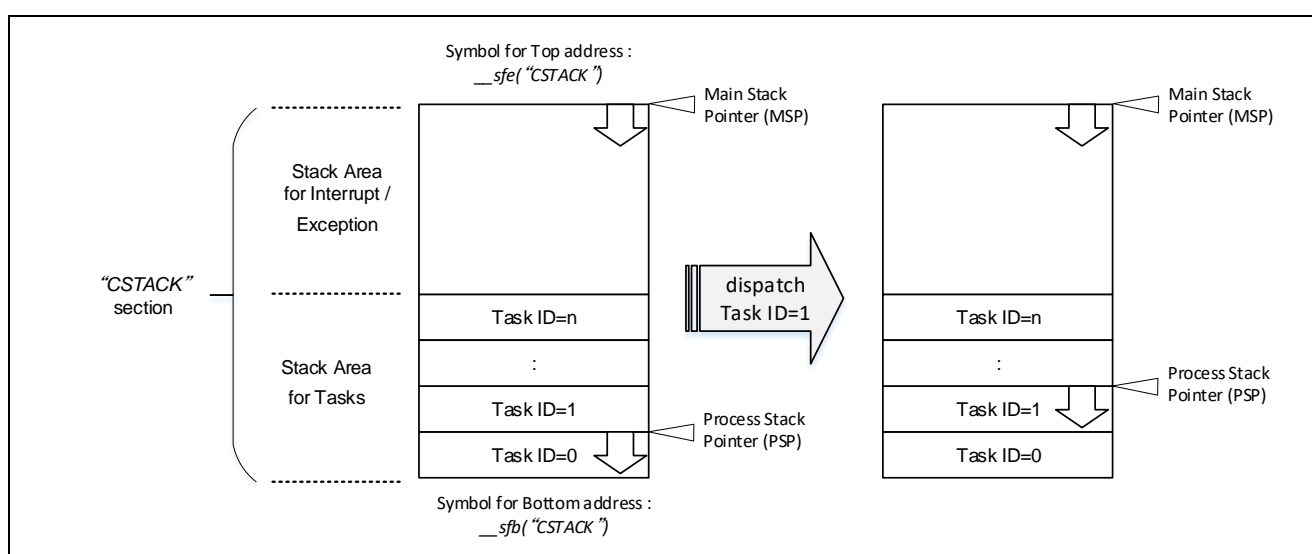 Symbol for Top address :
__sfe(“CSTACK”)
Main Stack
Pointer (MSP)
Main Stack
Pointer (MSP)
Stack Area
for Interrupt /
Exception
“CSTACK”
section
dispatch
Task ID=1
Task ID=n
Task ID=n
:
:
Stack Area
for Tasks
Process Stack
Pointer (PSP)
Task ID=1
Task ID=1
Process Stack
Pointer (PSP)
Task ID=0
Task ID=0
Symbol for Bottom address :
__sfb(“CSTACK”)